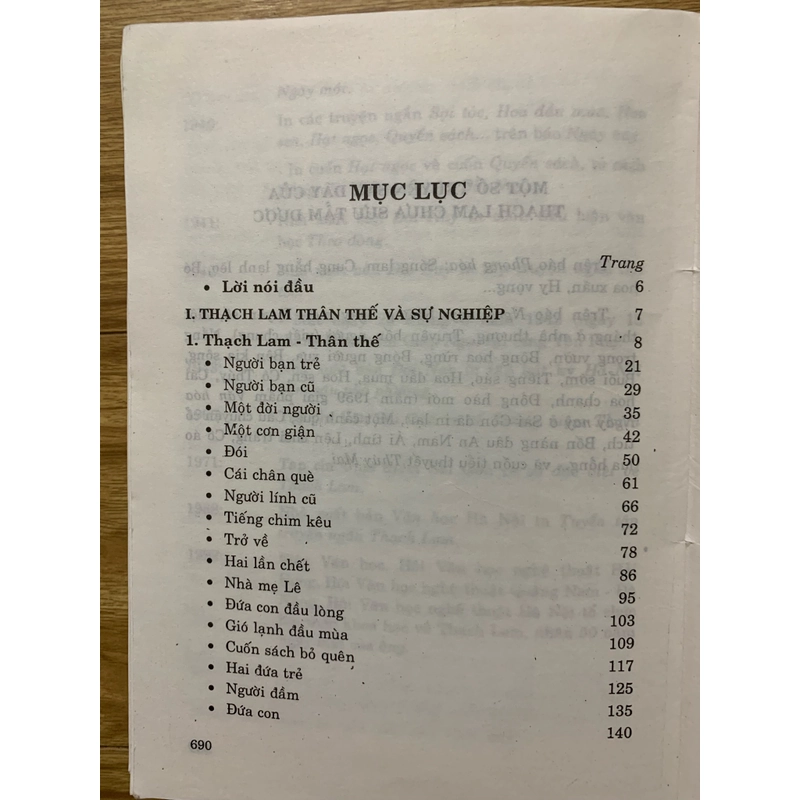 MỤC LỤC
Trang
• Lời nói đầu 6
I. THẠCH LAM THÂN THẾ VÀ SỰ NGHIỆP 7
1. Thạch Lam - Thân thế 8
• Người bạn trẻ 21
• Người bạn cũ 29
• Một đời người 35
• Một cơn giận 42
• Đói 50
• Cái chân què 61
• Người lính cũ 66
• Tiếng chim kêu 72
• Trở về 78
• Hai lần chết 86
• Nhà mẹ Lê 95
• Đứa con đầu lòng 103
• Gió lạnh đầu mùa 109
• Cuốn sách bỏ quên 117
• Hai đứa trẻ 125
• Người đầm 135
• Đứa con 140
690